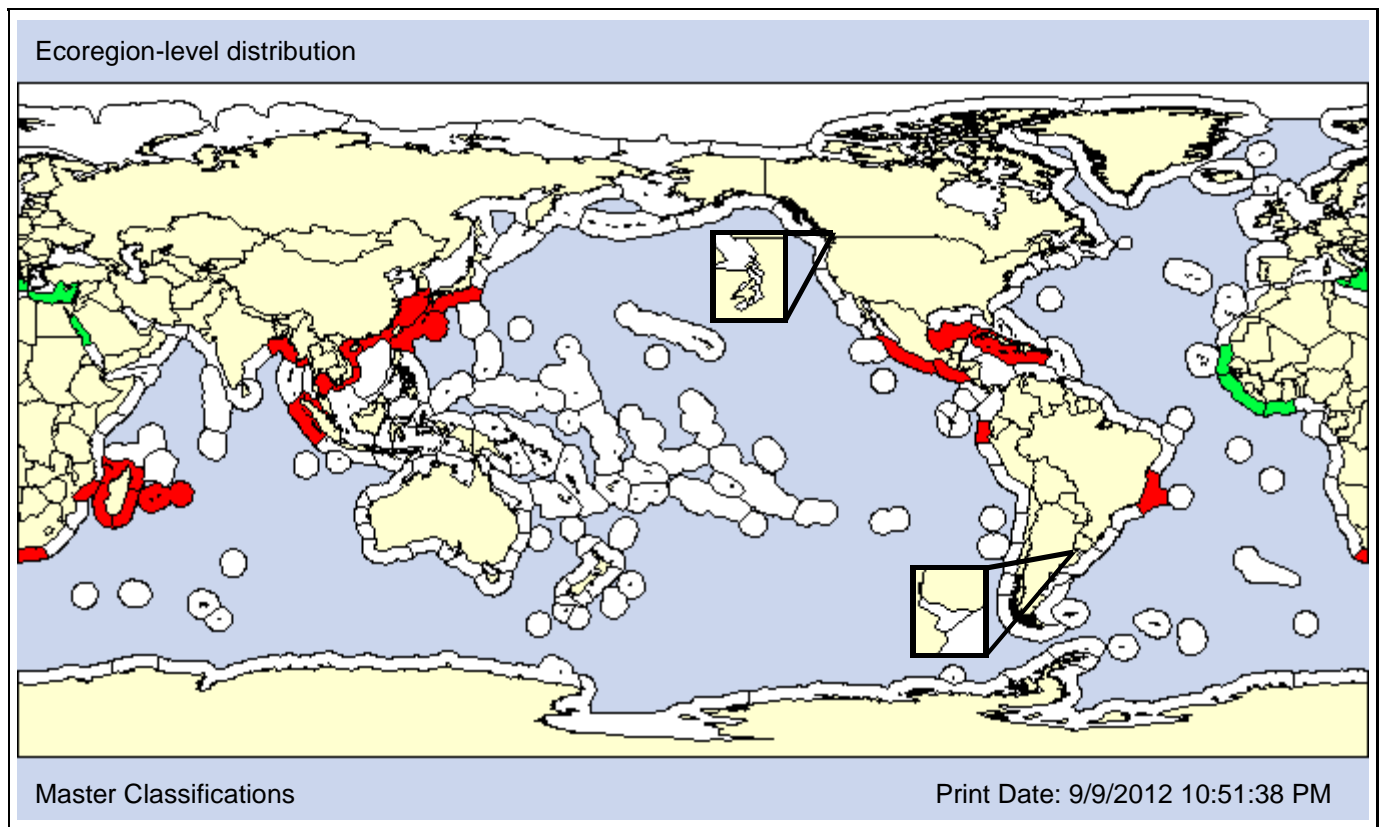 Ecoregion-level distribution
Master Classifications
Print Date: 9/9/2012 10:51:38 PM